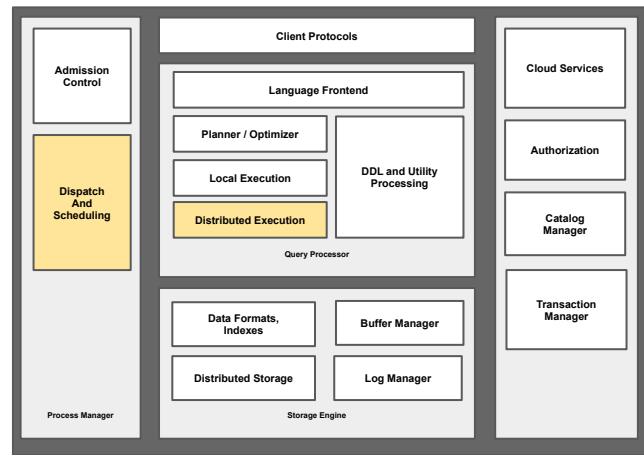 Admission
Control
Dispatch
And
Scheduling
Process Manager
Client Protocols
Language Frontend
Planner / Optimizer
Local Execution
Distributed Execution
DDL and Utility
Processing
Query Processor
Data Formats,
Indexes
Buffer Manager
Distributed Storage
Log Manager
Storage Engine
Cloud Services
Authorization
Catalog
Manager
Transaction
Manager